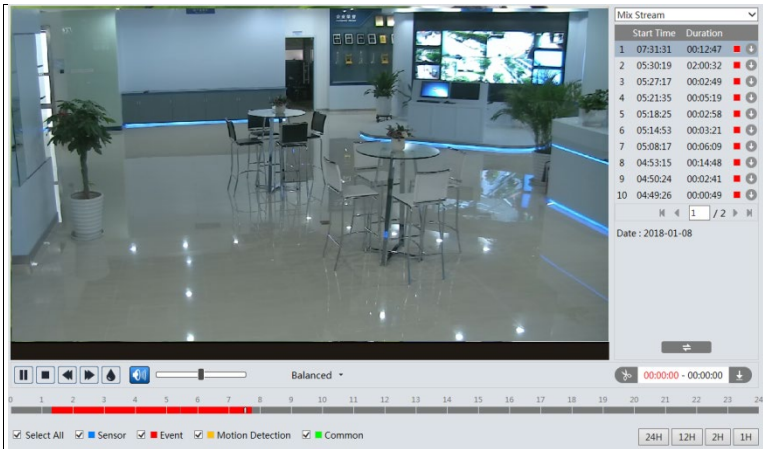 Mix Stream
Start Time Duration
1 07:31:31 00:12:47
2 05:30:19 02:00:32
3 05:27:17 00:02:49
4 05:21:35 00:05:19
5 05:18:25 00:02:58
6 05:14:53 00:03:21
7 05:08:17 00:06:09
8 04:53:15 00:14:48
9 04:50:24 00:02:41
10 04:49:26 00:00:49
1 / 2
Date : 2018-01-08
Balanced
00:00:00 - 00:00:00
0 1 2 3 4 5 6 7 8 9 10 11 12 13 14 15 16 17 18 19 20 21 22 23 24
Select All Sensor Event Motion Detection Common
24H 12H 2H 1H